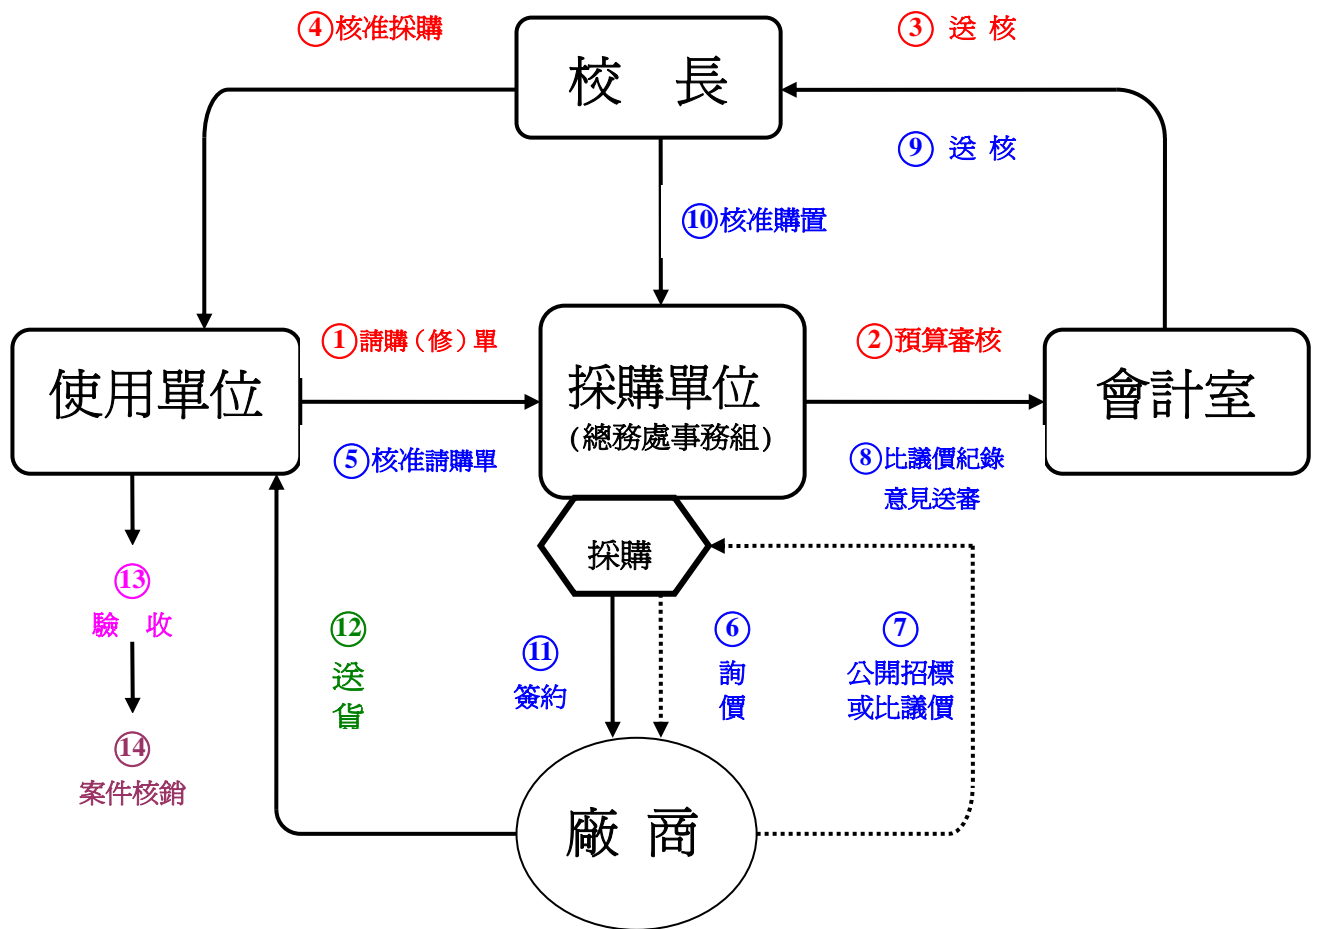 ④核准採購
校 長
③ 送 核
⑨ 送 核
⑩核准購置
使用單位
①請購（修）單
⑤核准請購單
採購單位
(總務處事務組)
②預算審核
⑧比議價紀錄
意見送審
會計室
採購
⑬
驗 收
⑭
案件核銷
⑫
送
貨
⑪
簽約
⑥
詢
價
⑦
公開招標
或比議價
廠 商